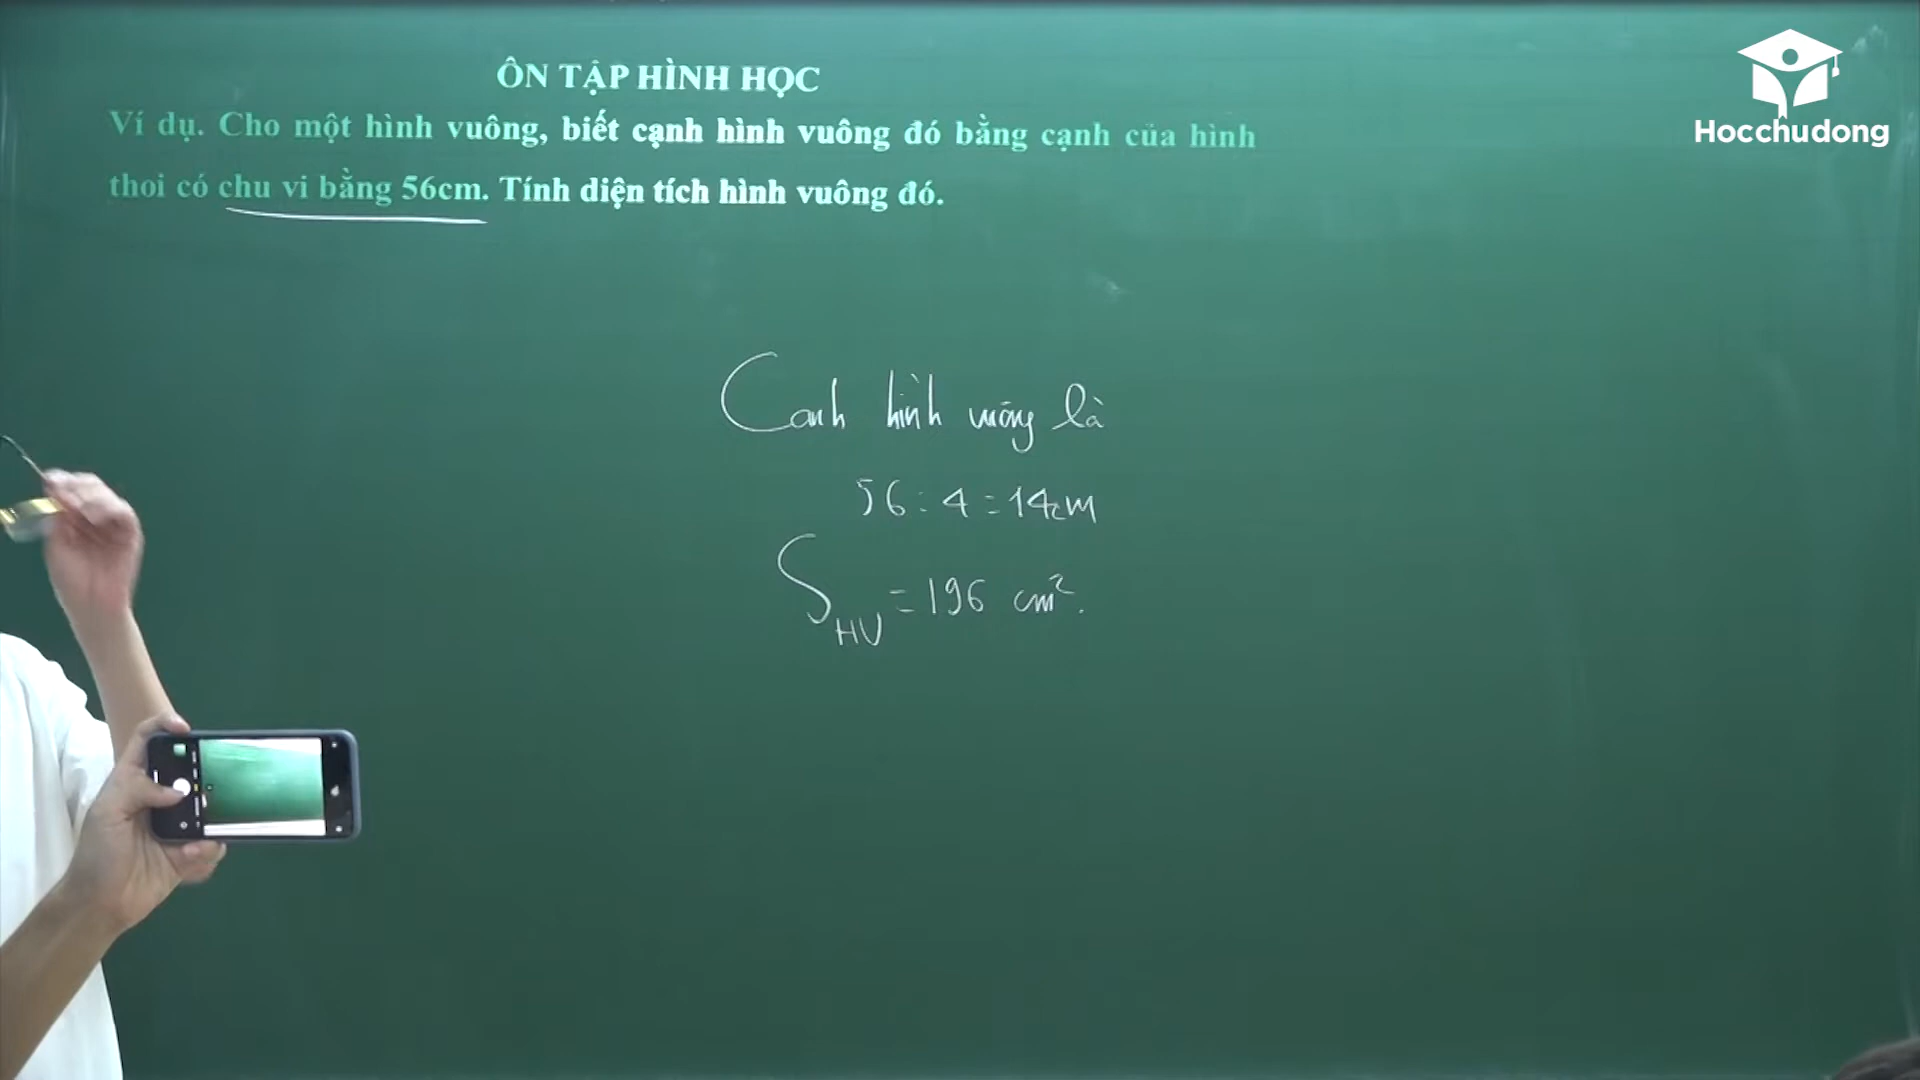 Hocchudong
ÔN TẬP HÌNH HỌC
Ví dụ. Cho một hình vuông, biết cạnh hình vuông đó bằng cạnh của hình
thoi có chu vi bằng 56cm. Tính diện tích hình vuông đó.
Canh hình vuông là
56 : 4 = 14cm
S_HV = 196 cm².